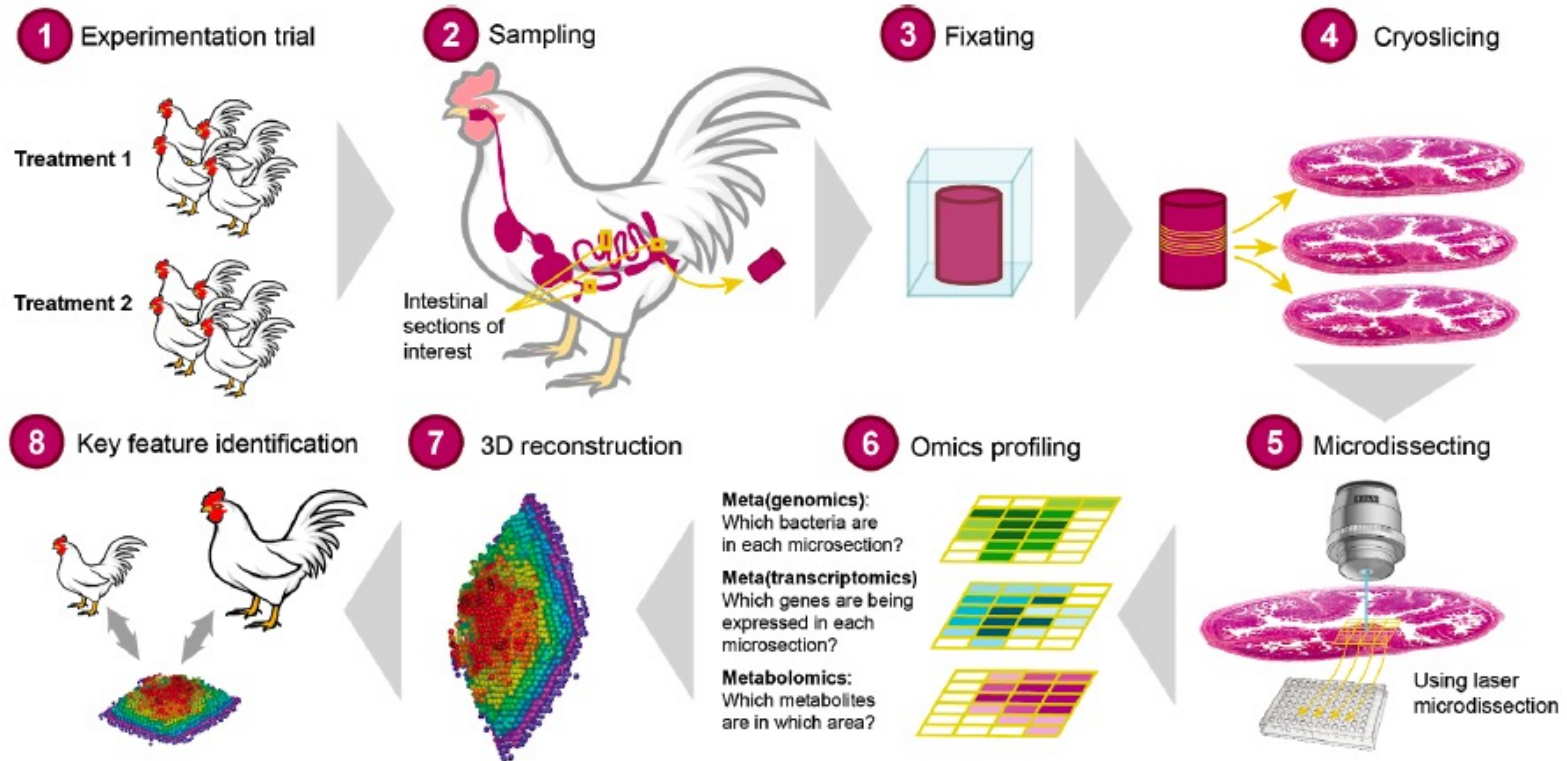 1 Experimentation trial
Treatment 1
Treatment 2
2 Sampling
Intestinal
sections of
interest
3 Fixating
4 Cryoslicing
5 Microdissecting
Using laser
microdissection
6 Omics profiling
Meta(genomics):
Which bacteria are
in each microsection?
Meta(transcriptomics)
Which genes are being
expressed in each
microsection?
Metabolomics:
Which metabolites
are in which area?
7 3D reconstruction
8 Key feature identification